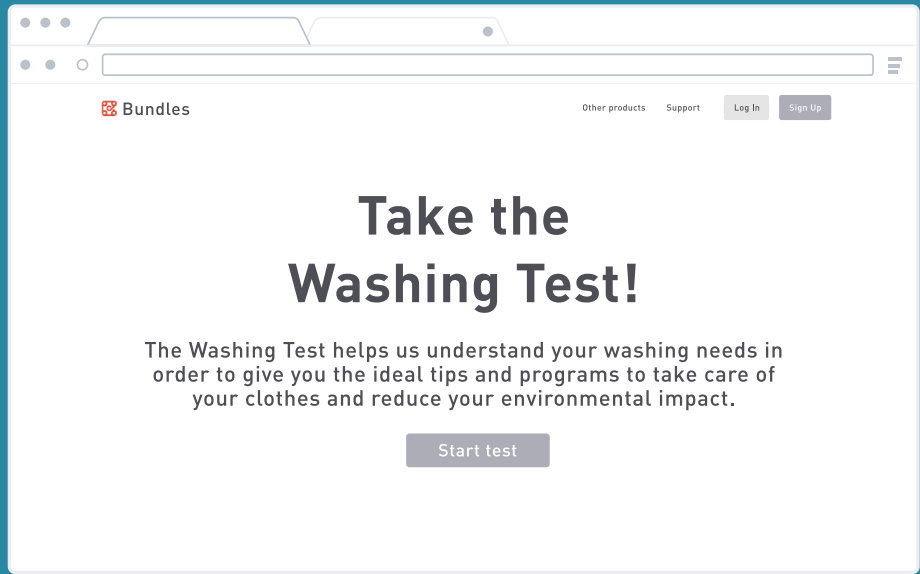 Bundles
Other products
Support
Log In
Sign Up
Take the
Washing Test!
The Washing Test helps us understand your washing needs in
order to give you the ideal tips and programs to take care of
your clothes and reduce your environmental impact.
Start test